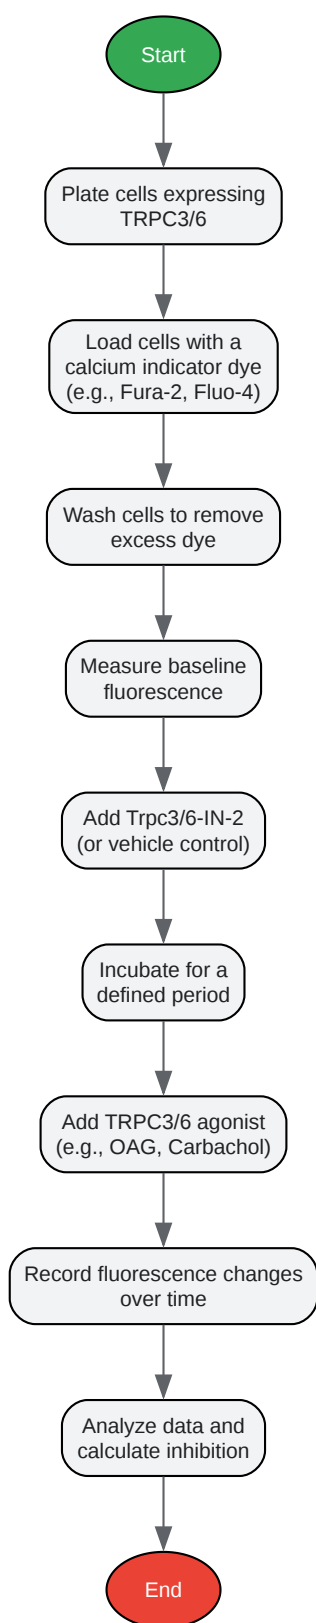 Start
Plate cells expressing
TRPC3/6
Load cells with a
calcium indicator dye
(e.g., Fura-2, Fluo-4)
Wash cells to remove
excess dye
Measure baseline
fluorescence
Add Trpc3/6-IN-2
(or vehicle control)
Incubate for a
defined period
Add TRPC3/6 agonist
(e.g., OAG, Carbachol)
Record fluorescence changes
over time
Analyze data and
calculate inhibition
End